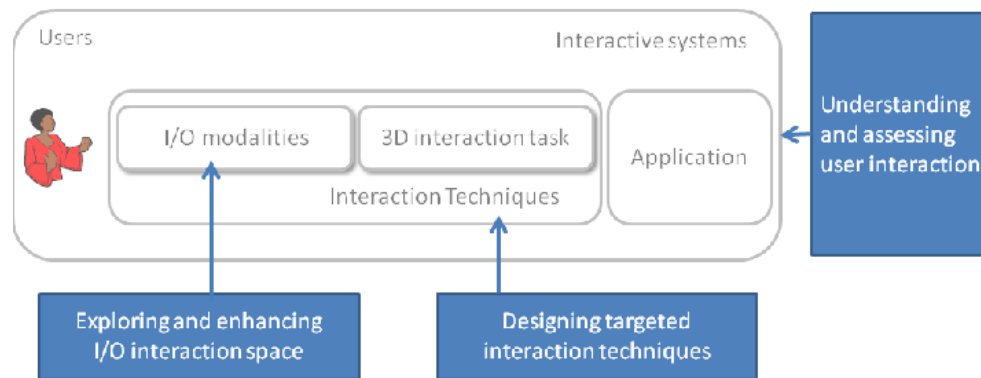 Users
Interactive systems
I/O modalities
3D interaction task
Application
Interaction Techniques
Understanding
and assessing
user interaction
Exploring and enhancing
I/O interaction space
Designing targeted
interaction techniques